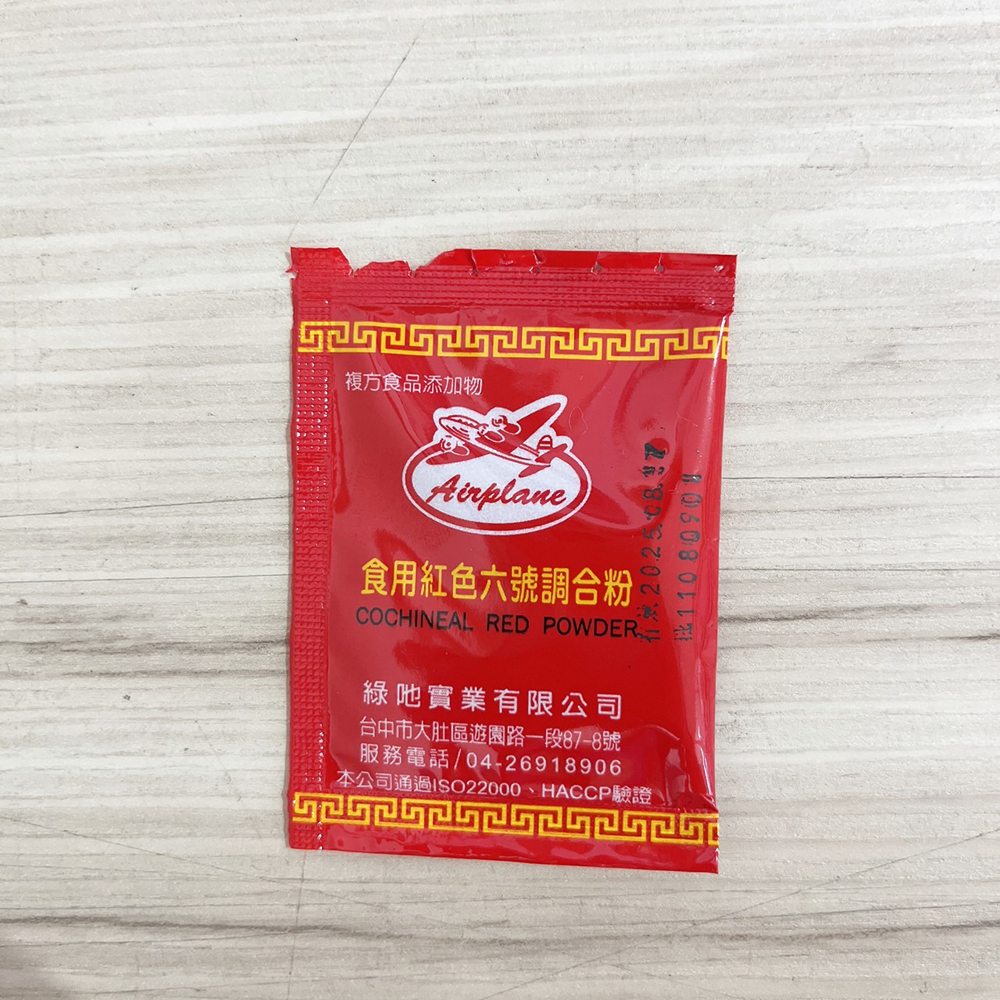 複方食品添加物
Airplane
食用紅色六號調合粉
COCHINEAL RED POWDER
綠吔實業有限公司
台中市大肚區遊園路一段87-8號
服務電話/04-26918906
本公司通過ISO22000、HACCP驗證
2025.08.
1108090